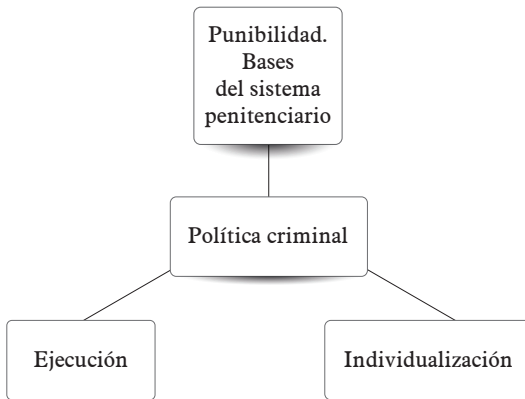 Punibilidad.
Bases
del sistema
penitenciario
Política criminal
Ejecución
Individualización